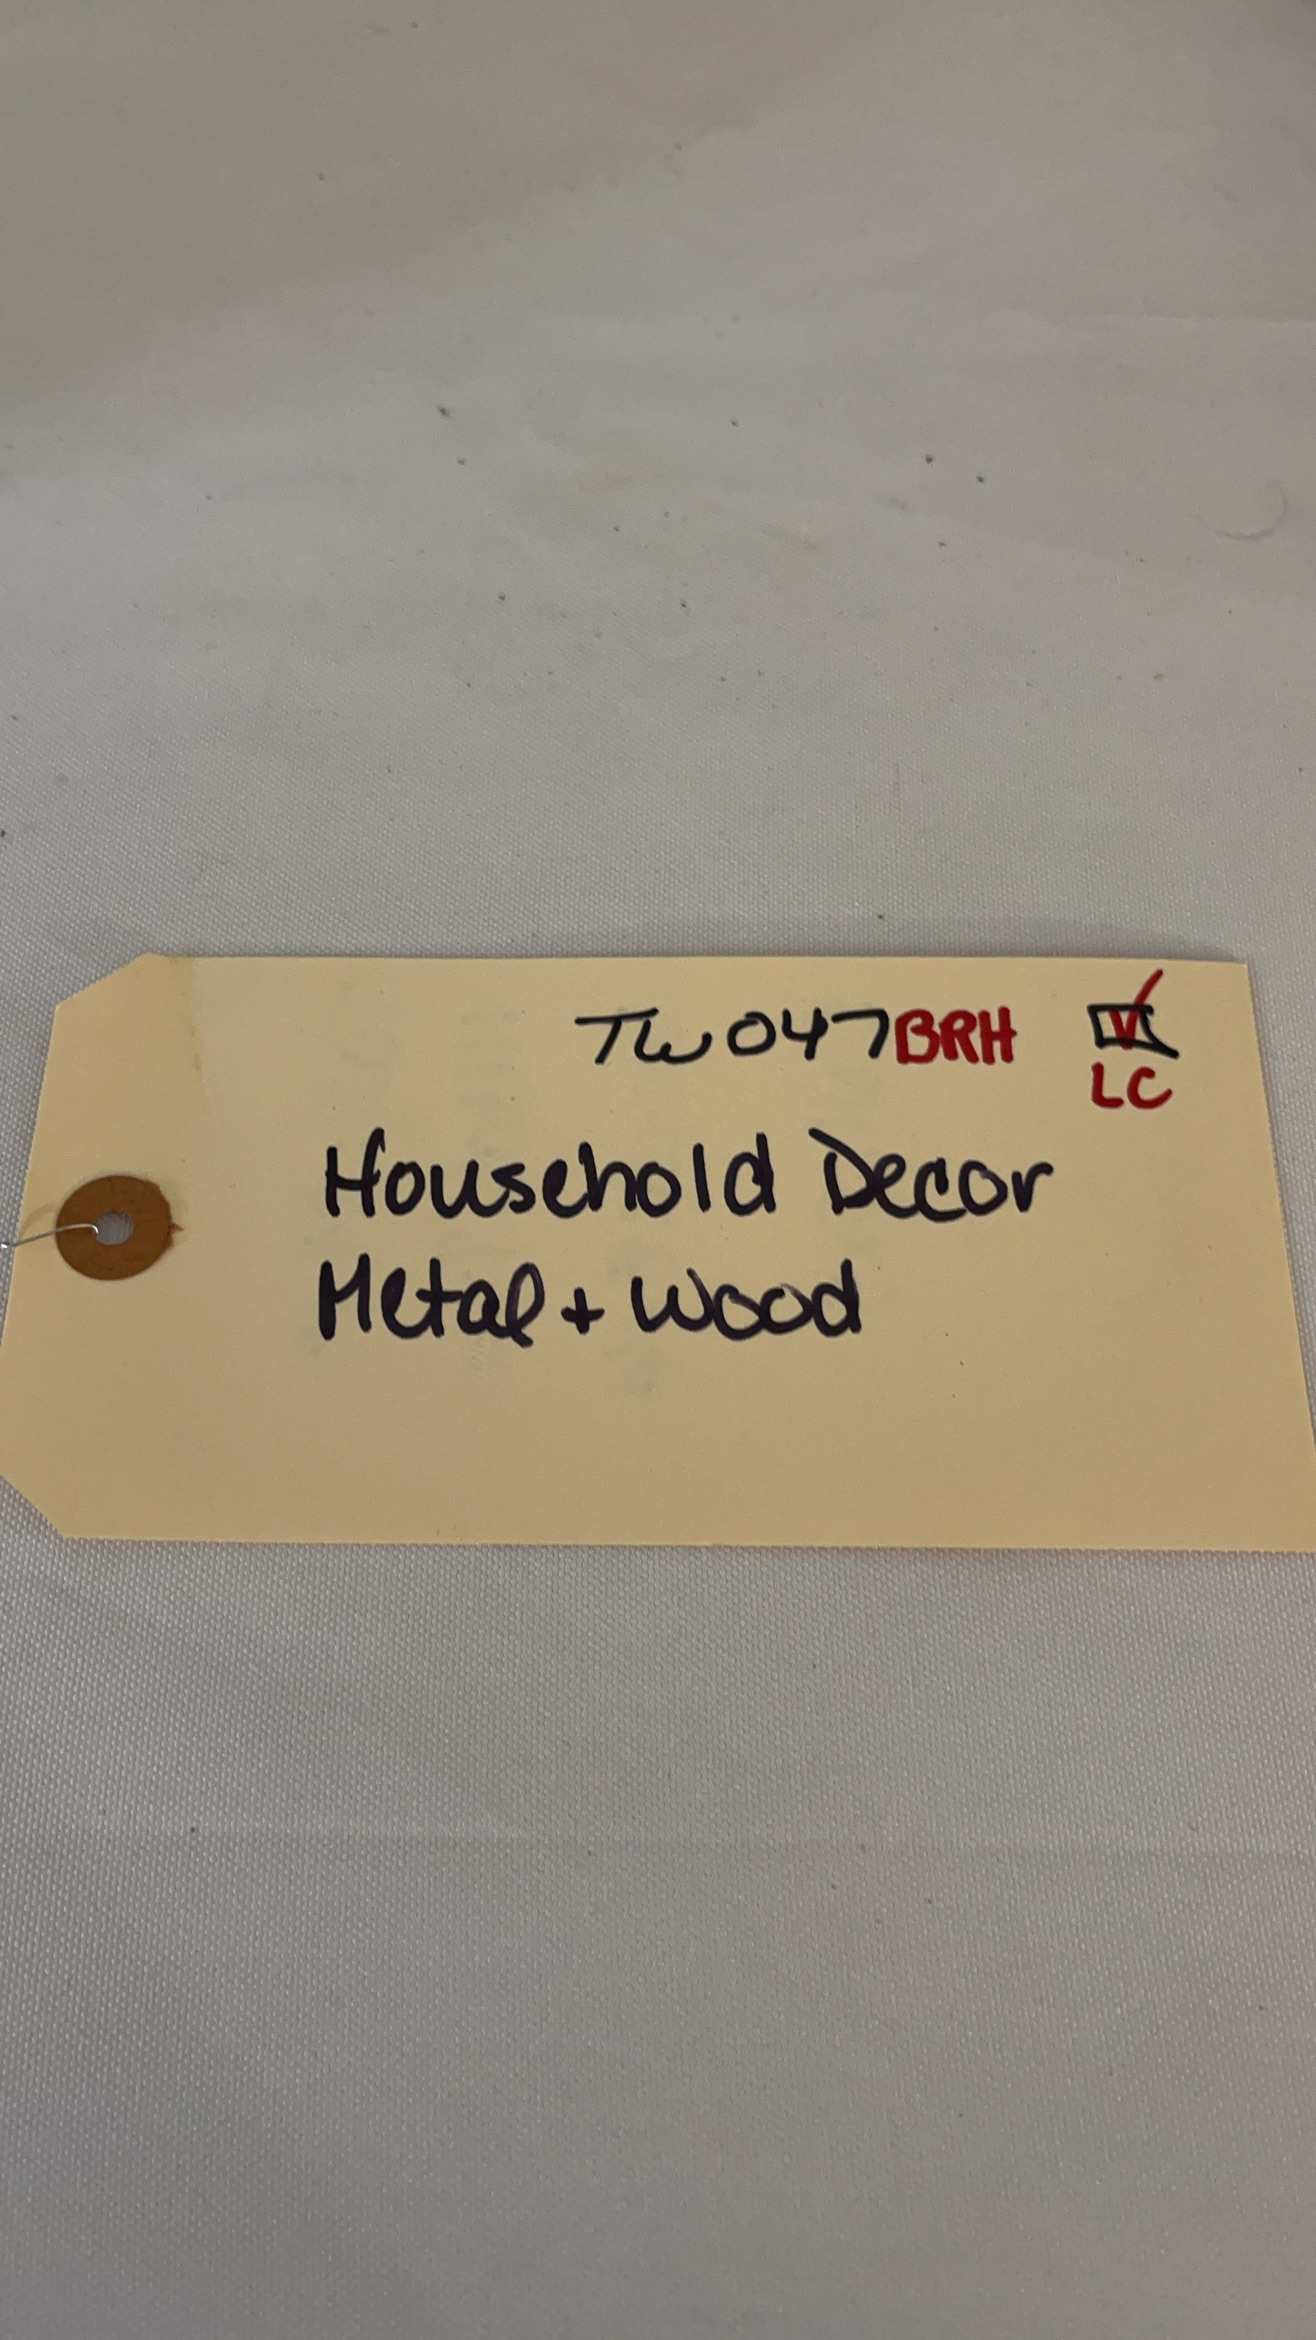 TW047BRH ☑
LC
Household Decor
Metal + Wood